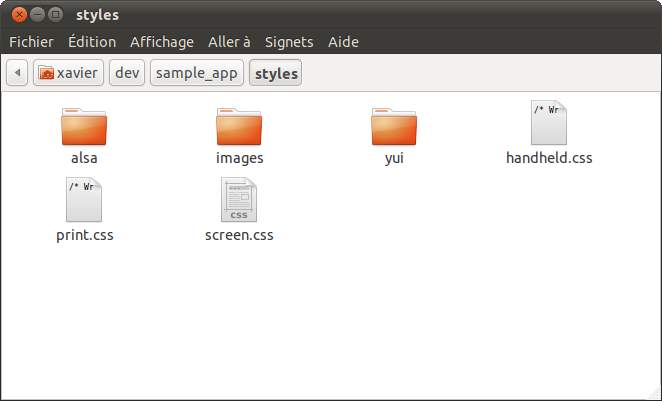 styles
Fichier Édition Affichage Aller à Signets Aide
xavier dev sample_app styles
alsa images yui handheld.css
/* Wr
print.css screen.css
/* Wr
css